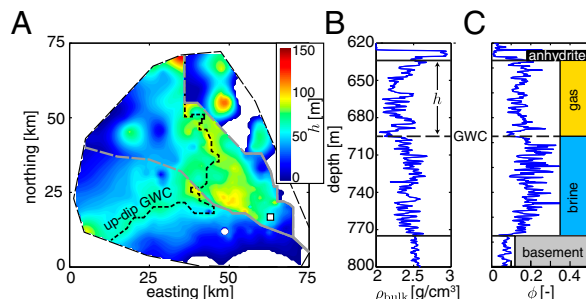 A
75
50
25
0
northing [km]
0
25
50
75
easting [km]
up-dip GWC
150
100
50
0
h [m]
B
620
650
680
710
740
770
800
depth [m]
h
GWC
2
2.5
3
ρbulk [g/cm³]
C
anhydrite
gas
brine
basement
0
0.2
0.4
ϕ [-]